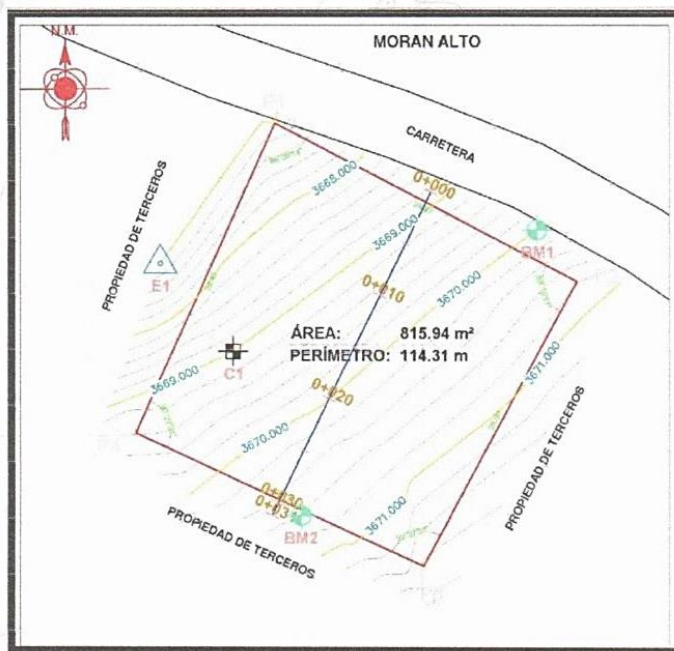 N.M.
MORAN ALTO
CARRETERA
PROPIEDAD DE TERCEROS
3668.000
0+000
3669.000
BM1
E1
0+010
3670.000
ÁREA: 815.94 m²
PERÍMETRO: 114.31 m
3671.000
C1
3669.000
0+020
3670.000
PROPIEDAD DE TERCEROS
0+030
0+031
3671.000
BM2
PROPIEDAD DE TERCEROS